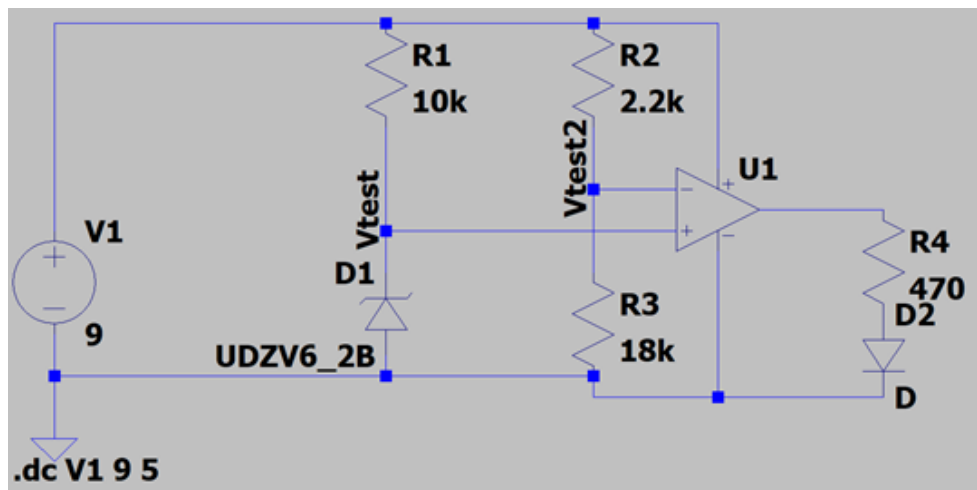 R1
10k
R2
2.2k
Vtest2
Vtest
U1
+
−
−
+
V1
+
−
9
D1
UDZV6_2B
R3
18k
R4
470
D2
D
.dc V1 9 5